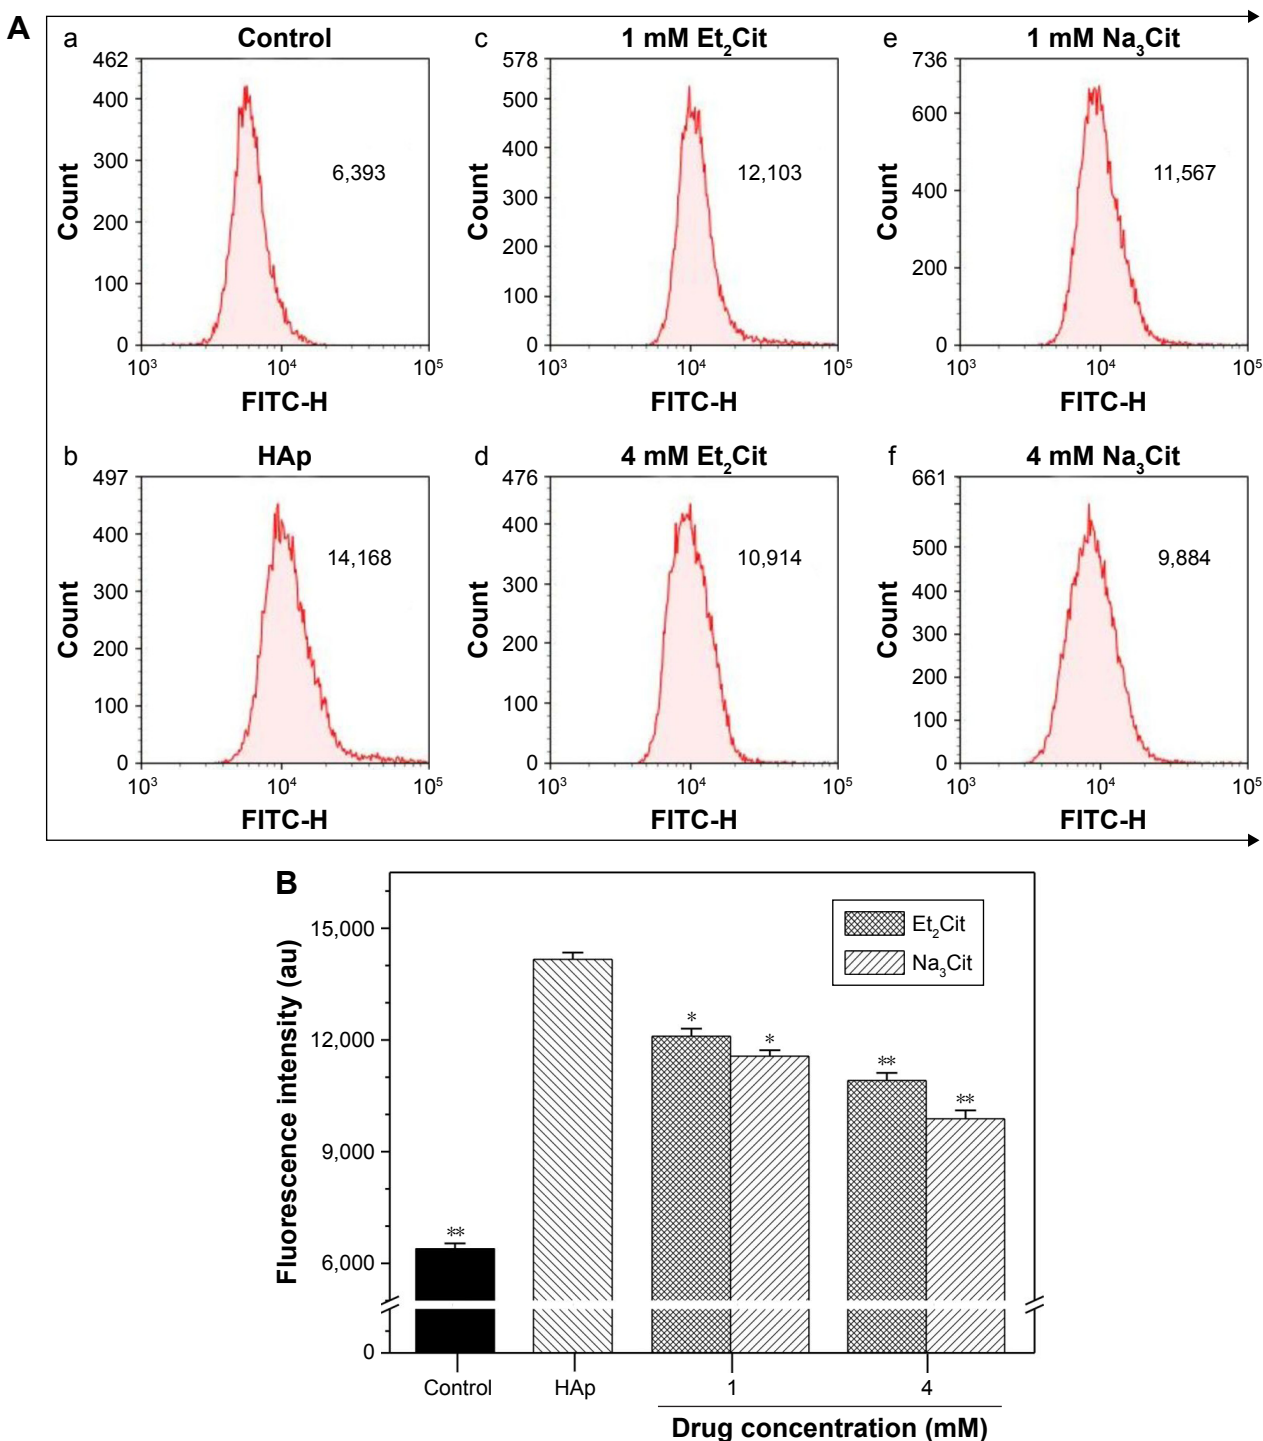 A
a
Control
462
400
300
200
100
0
Count
6,393
10³
10⁴
10⁵
FITC-H
c
1 mM Et₂Cit
578
500
400
300
200
100
0
Count
12,103
10³
10⁴
10⁵
FITC-H
e
1 mM Na₃Cit
736
600
400
200
0
Count
11,567
10³
10⁴
10⁵
FITC-H
b
HAp
497
400
300
200
100
0
Count
14,168
10³
10⁴
10⁵
FITC-H
d
4 mM Et₂Cit
476
400
300
200
100
0
Count
10,914
10³
10⁴
10⁵
FITC-H
f
4 mM Na₃Cit
661
500
400
300
200
100
0
Count
9,884
10³
10⁴
10⁵
FITC-H
B
Fluorescence intensity (au)
15,000
12,000
9,000
6,000
0
Et₂Cit
Na₃Cit
**
*
*
**
**
Control
HAp
1
4
Drug concentration (mM)